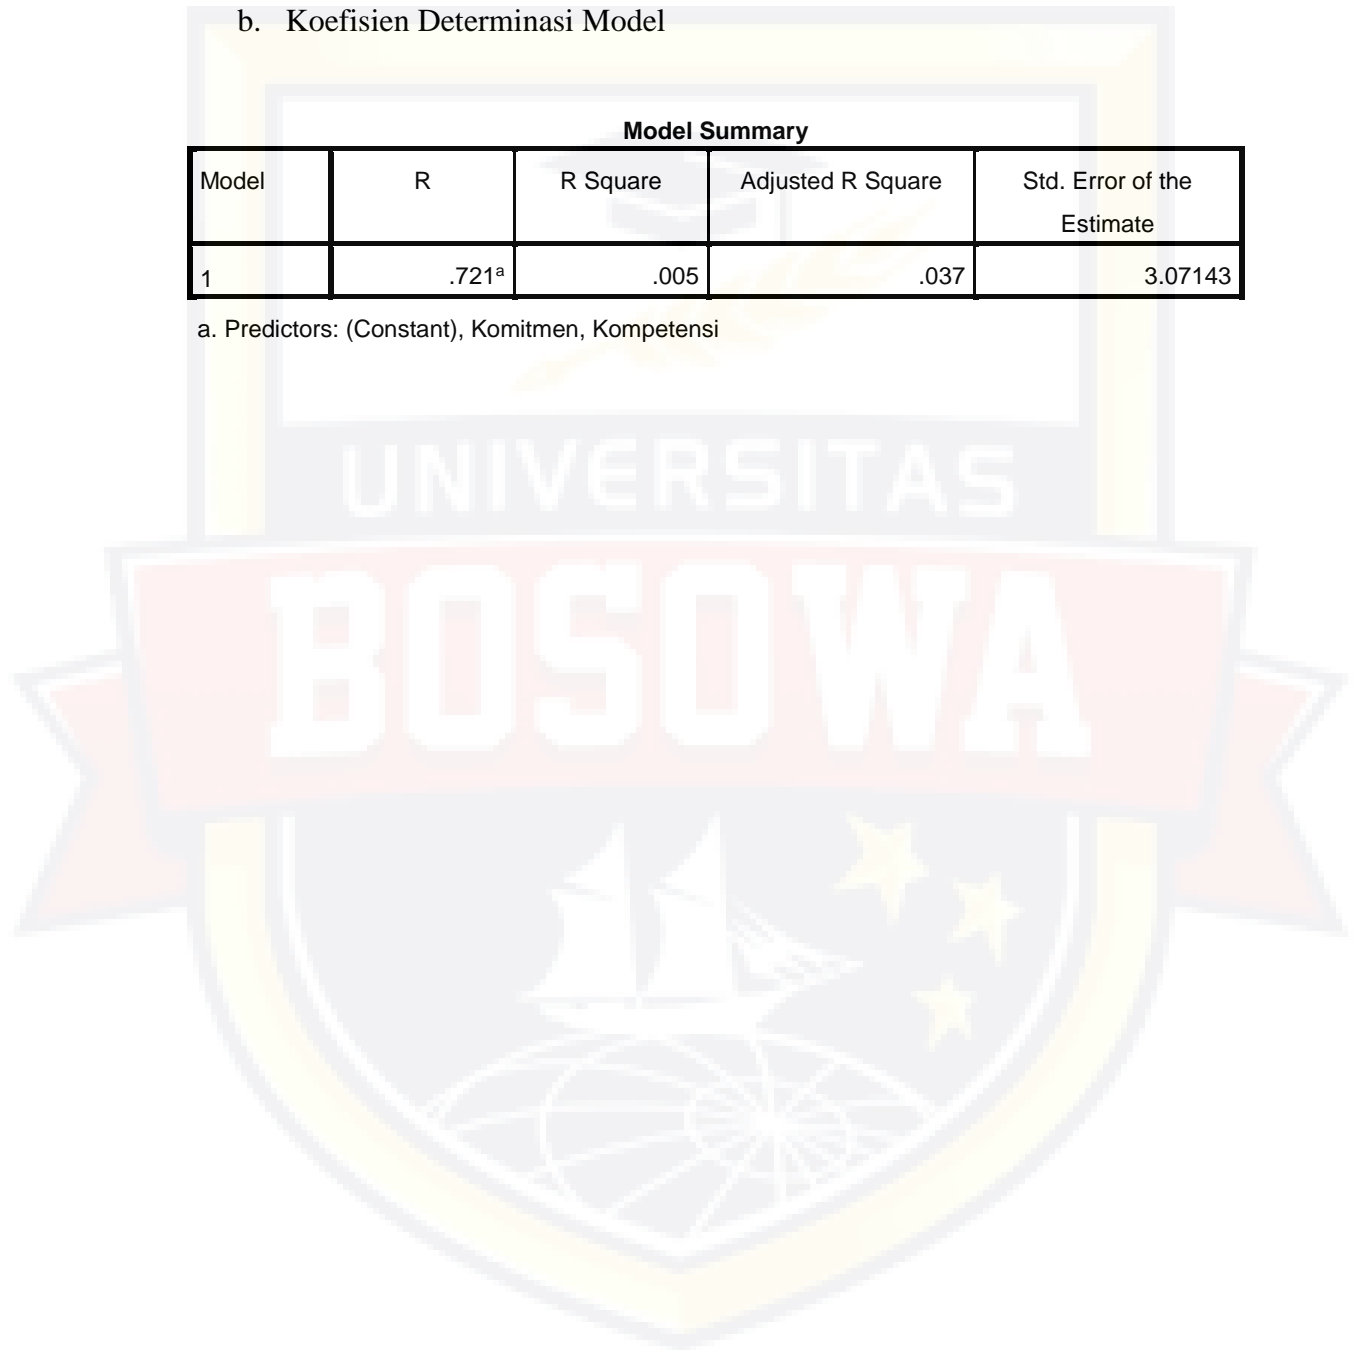 b. Koefisien Determinasi Model
Model Summary
Model R R Square Adjusted R Square Std. Error of the
Estimate
1 .721a .005 .037 3.07143
a. Predictors: (Constant), Komitmen, Kompetensi
UNIVERSITAS
BOSOWA